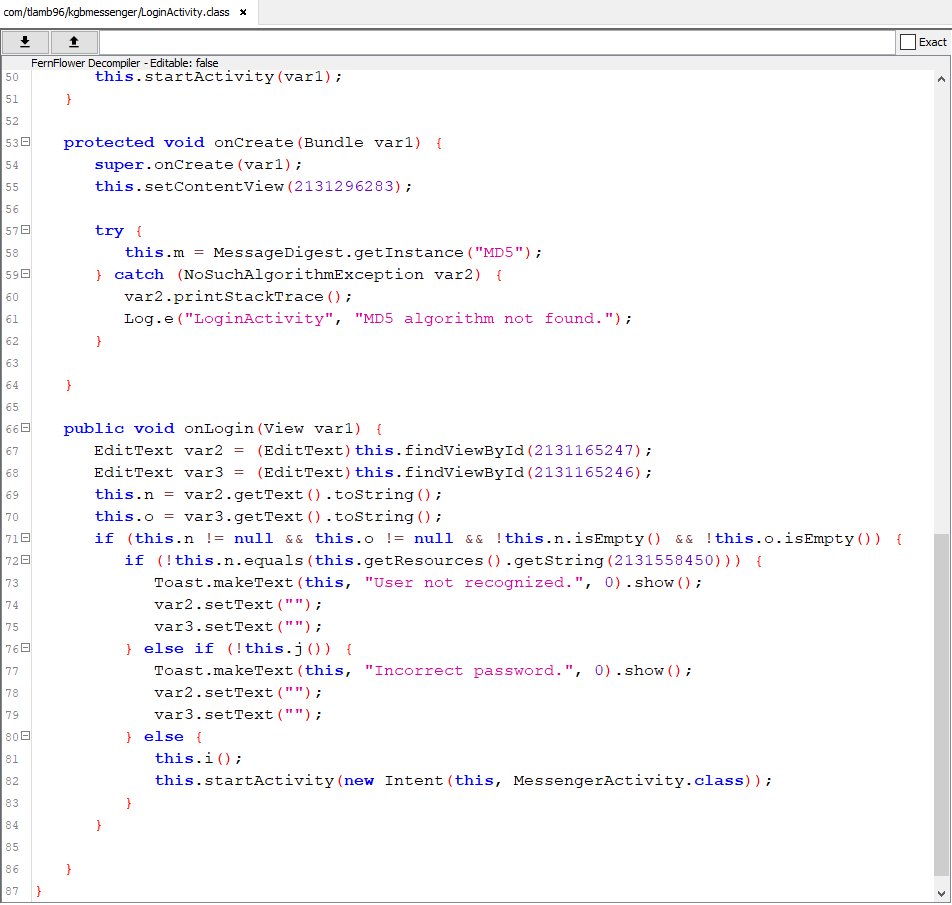 com/tlamb96/kgbmessenger/LoginActivity.class ×
Exact
FernFlower Decompiler - Editable: false
50 this.startActivity(var1);
51 }
52
53 protected void onCreate(Bundle var1) {
54 super.onCreate(var1);
55 this.setContentView(2131296283);
56
57 try {
58 this.m = MessageDigest.getInstance("MD5");
59 } catch (NoSuchAlgorithmException var2) {
60 var2.printStackTrace();
61 Log.e("LoginActivity", "MD5 algorithm not found.");
62 }
63
64 }
65
66 public void onLogin(View var1) {
67 EditText var2 = (EditText)this.findViewById(2131165247);
68 EditText var3 = (EditText)this.findViewById(2131165246);
69 this.n = var2.getText().toString();
70 this.o = var3.getText().toString();
71 if (this.n != null && this.o != null && !this.n.isEmpty() && !this.o.isEmpty()) {
72 if (!this.n.equals(this.getResources().getString(2131558450))) {
73 Toast.makeText(this, "User not recognized.", 0).show();
74 var2.setText("");
75 var3.setText("");
76 } else if (!this.j()) {
77 Toast.makeText(this, "Incorrect password.", 0).show();
78 var2.setText("");
79 var3.setText("");
80 } else {
81 this.i();
82 this.startActivity(new Intent(this, MessengerActivity.class));
83 }
84 }
85
86 }
87 }